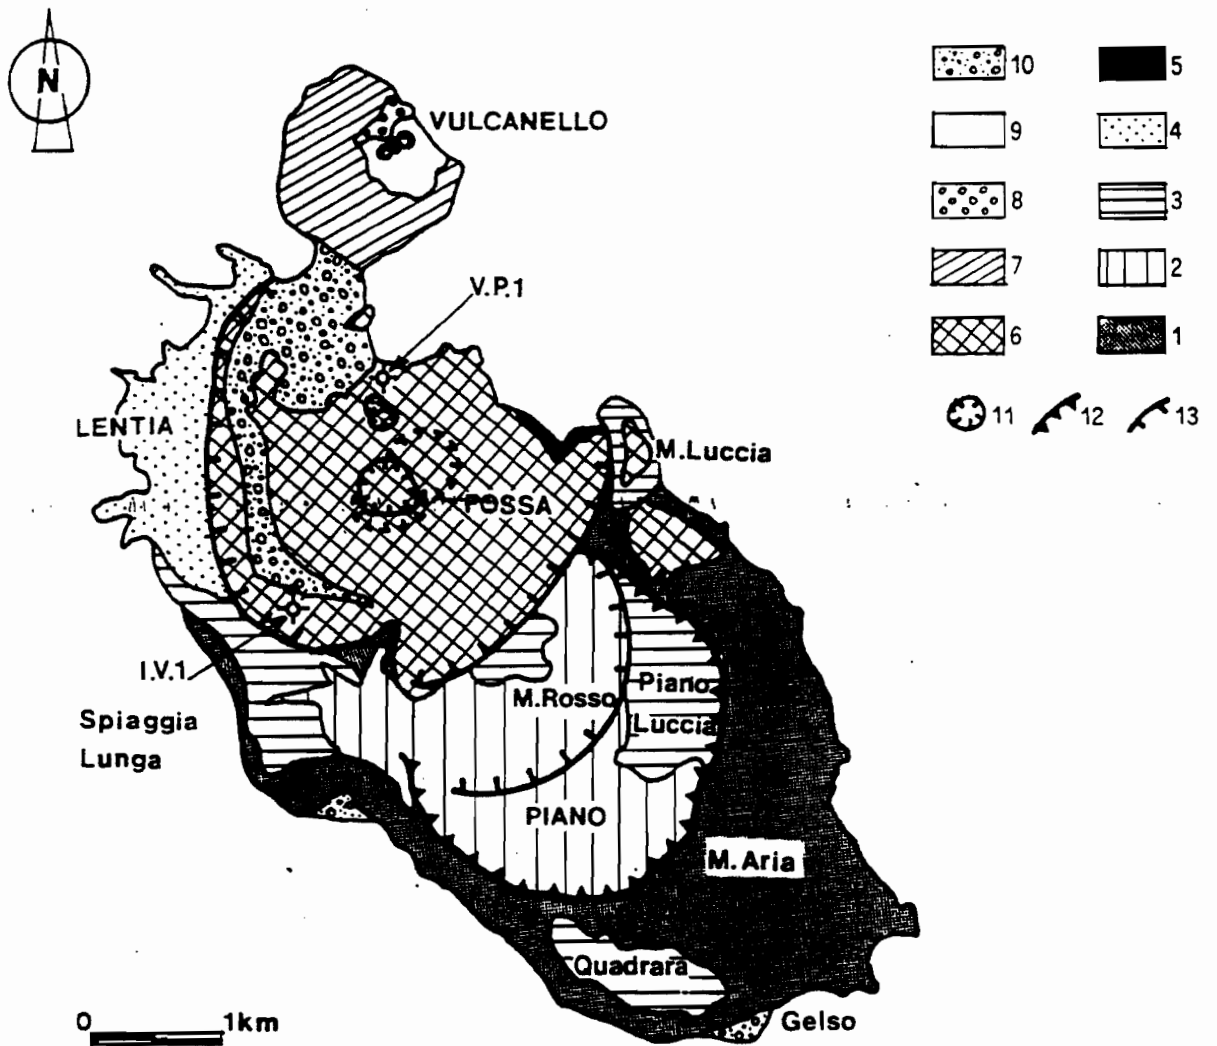 N
VULCANELLO
V.P.1
LENTIA
M.Luccia
FOSSA
I.V.1
Spiaggia
Lunga
M.Rosso
Piano
Luccia
PIANO
M.Aria
Quadrara
Gelso
0 1km
10 5
9 4
8 3
7 2
6 1
11 12 13